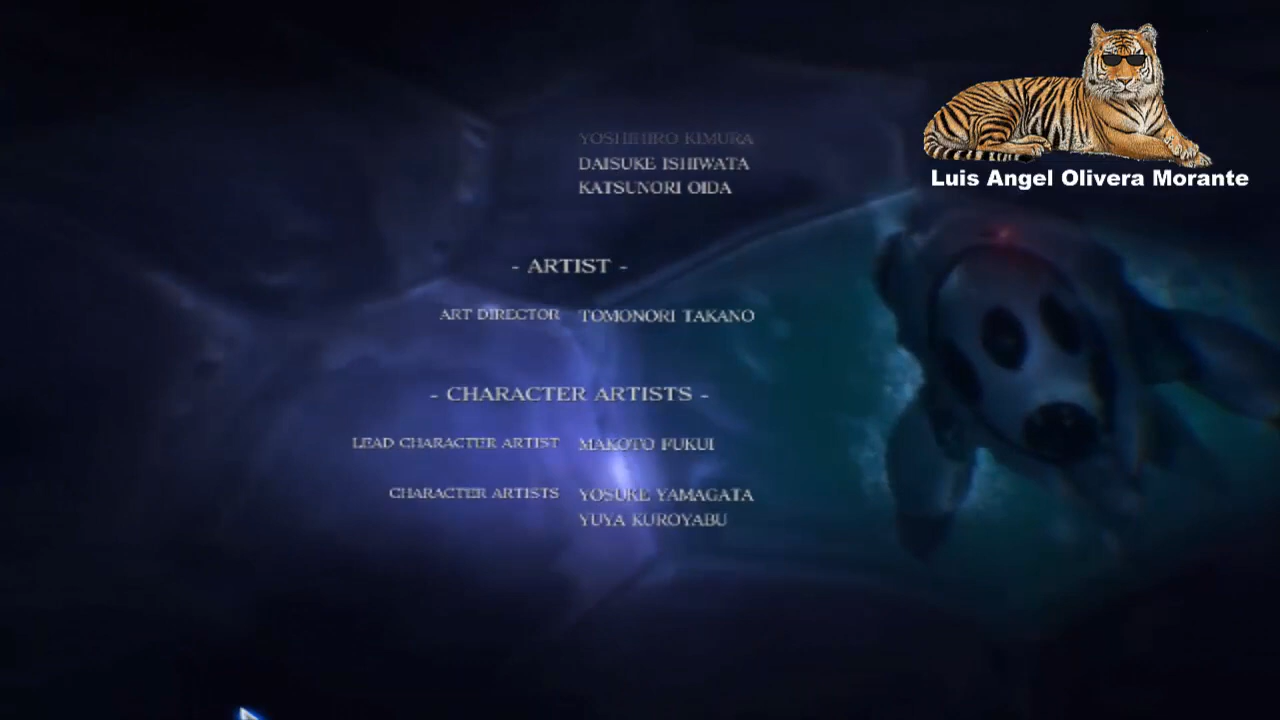 YOSHIHIRO KIMURA
DAISUKE ISHIWATA
KATSUNORI OIDA
- ARTIST -
ART DIRECTOR TOMONORI TAKANO
- CHARACTER ARTISTS -
LEAD CHARACTER ARTIST MAKOTO FUKUI
CHARACTER ARTISTS YOSUKE YAMAGATA
YUYA KUROYABU
Luis Angel Olivera Morante